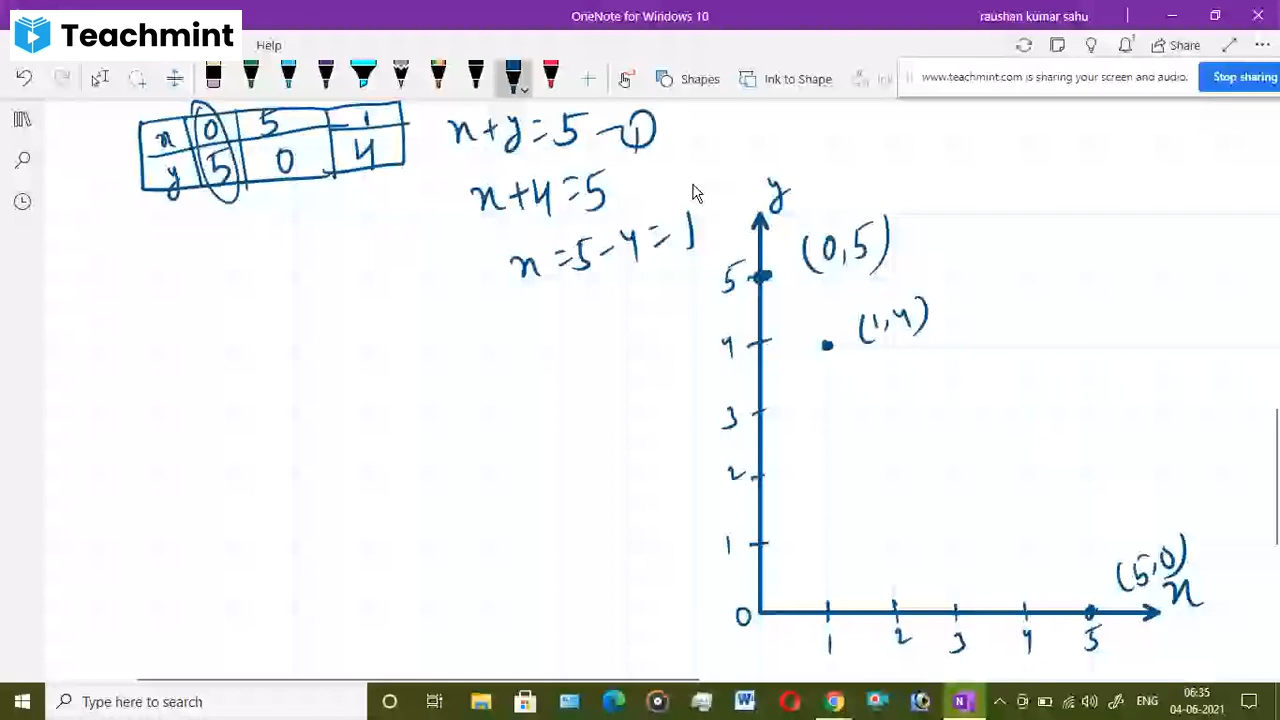 OneNote for Windows 10
raushan kumar sahu
Teachmint
Help
Share
Shapes
Ink to Shape
Ink
www.teachmint.com is sharing your screen and audio.
Stop sharing
x 0 5 1
y 5 0 4
x+y=5 -①
x+4=5
x=5-4=1
y
(0,5)
5
(1,4)
4
3
2
1
(5,0)
x
0
1 2 3 4 5
Type here to search
ENG
06:35
04-06-2021